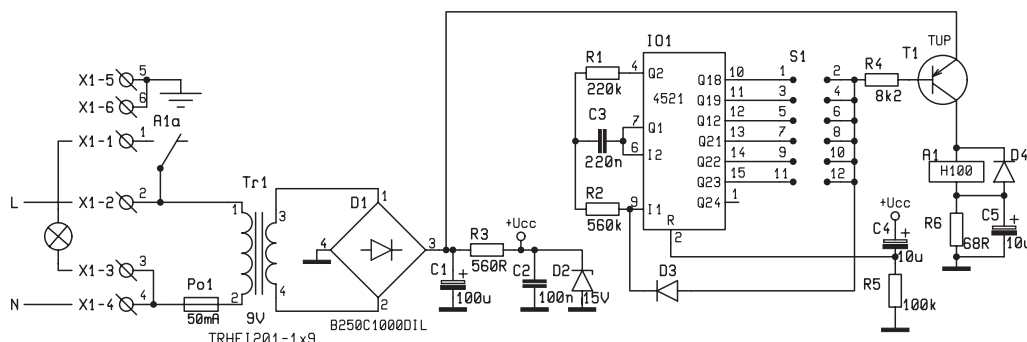 X1-5
5
X1-6
6
A1a
X1-1
1
L
X1-2
2
X1-3
3
N
X1-4
4
Po1
50mA
Tr1
1
2
3
4
9V
TRHEI201-1x9
D1
1
4
3
2
B250C1000DIL
C1
+
100u
R3
560R
+Ucc
C2
100n
D2
15V
R1
220k
C3
220n
R2
560k
IO1
4521
4
Q2
7
Q1
6
I2
9
I1
R
2
Q18
10
Q19
11
Q12
12
Q21
13
Q22
14
Q23
15
Q24
1
S1
1
2
3
4
5
6
7
8
9
10
11
12
D3
R4
8k2
T1
TUP
A1
H100
D4
+Ucc
C4
+
10u
R5
100k
R6
68R
C5
+
10u